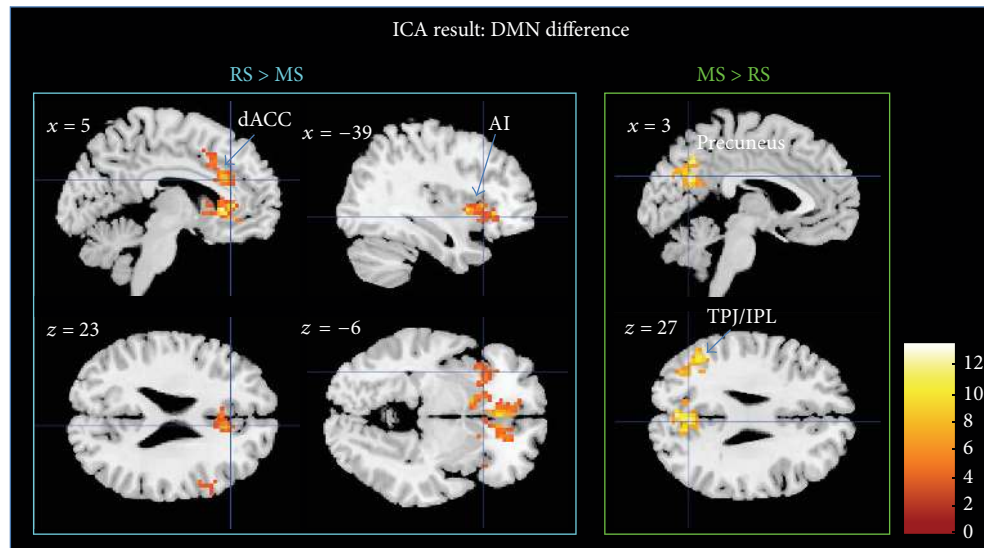 ICA result: DMN difference
RS > MS
MS > RS
x = 5
dACC
x = −39
AI
x = 3
Precuneus
z = 23
z = −6
z = 27
TPJ/IPL
12
10
8
6
4
2
0